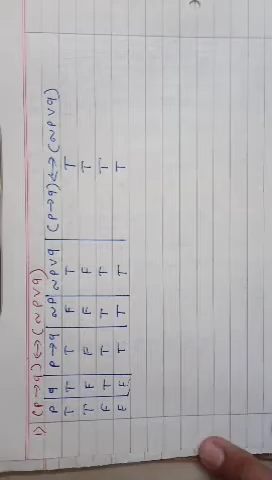 1) (p→q) ↔ (~p∨q)
p q p→q ~p ~p∨q (p→q)↔(~p∨q)
T T T F T T
T F F F F T
F T T T T T
F F T T T T